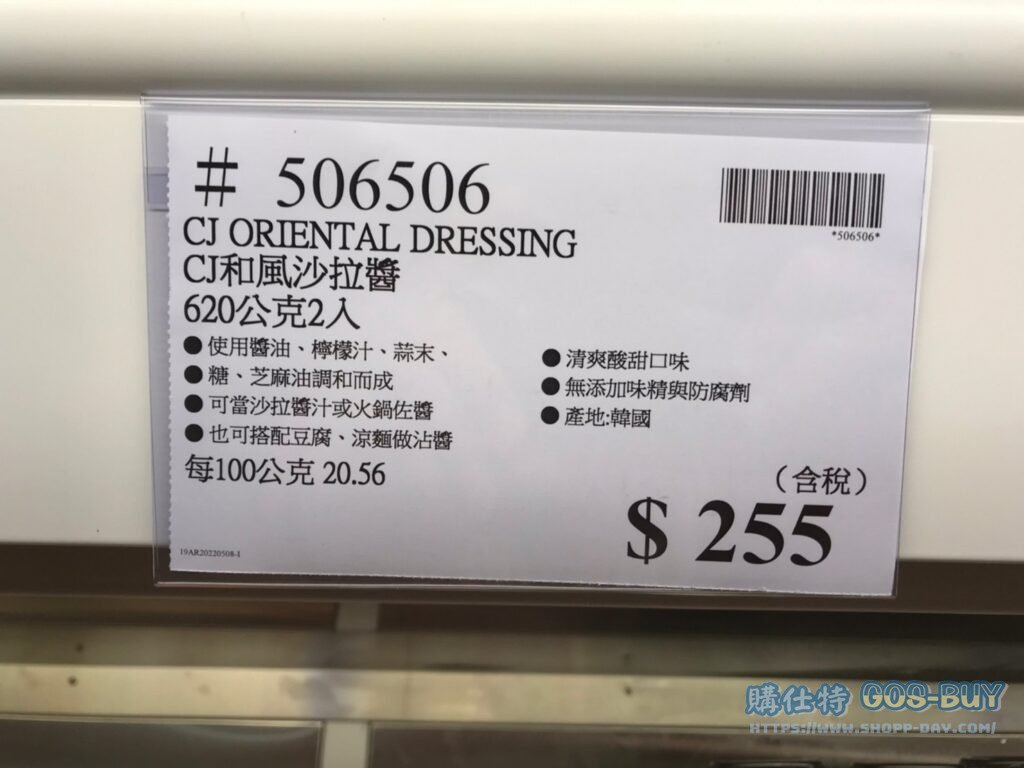 # 506506
*506506*
CJ ORIENTAL DRESSING
CJ和風沙拉醬
620公克2入
●使用醬油、檸檬汁、蒜末、
●糖、芝麻油調和而成
●可當沙拉醬汁或火鍋佐醬
●也可搭配豆腐、涼麵做沾醬
●清爽酸甜口味
●無添加味精與防腐劑
●產地:韓國
每100公克 20.56
（含稅）
$ 255
19AR20220508-1
購仕特 GOS-BUY
HTTPS://WWW.SHOPP-DAY.COM/